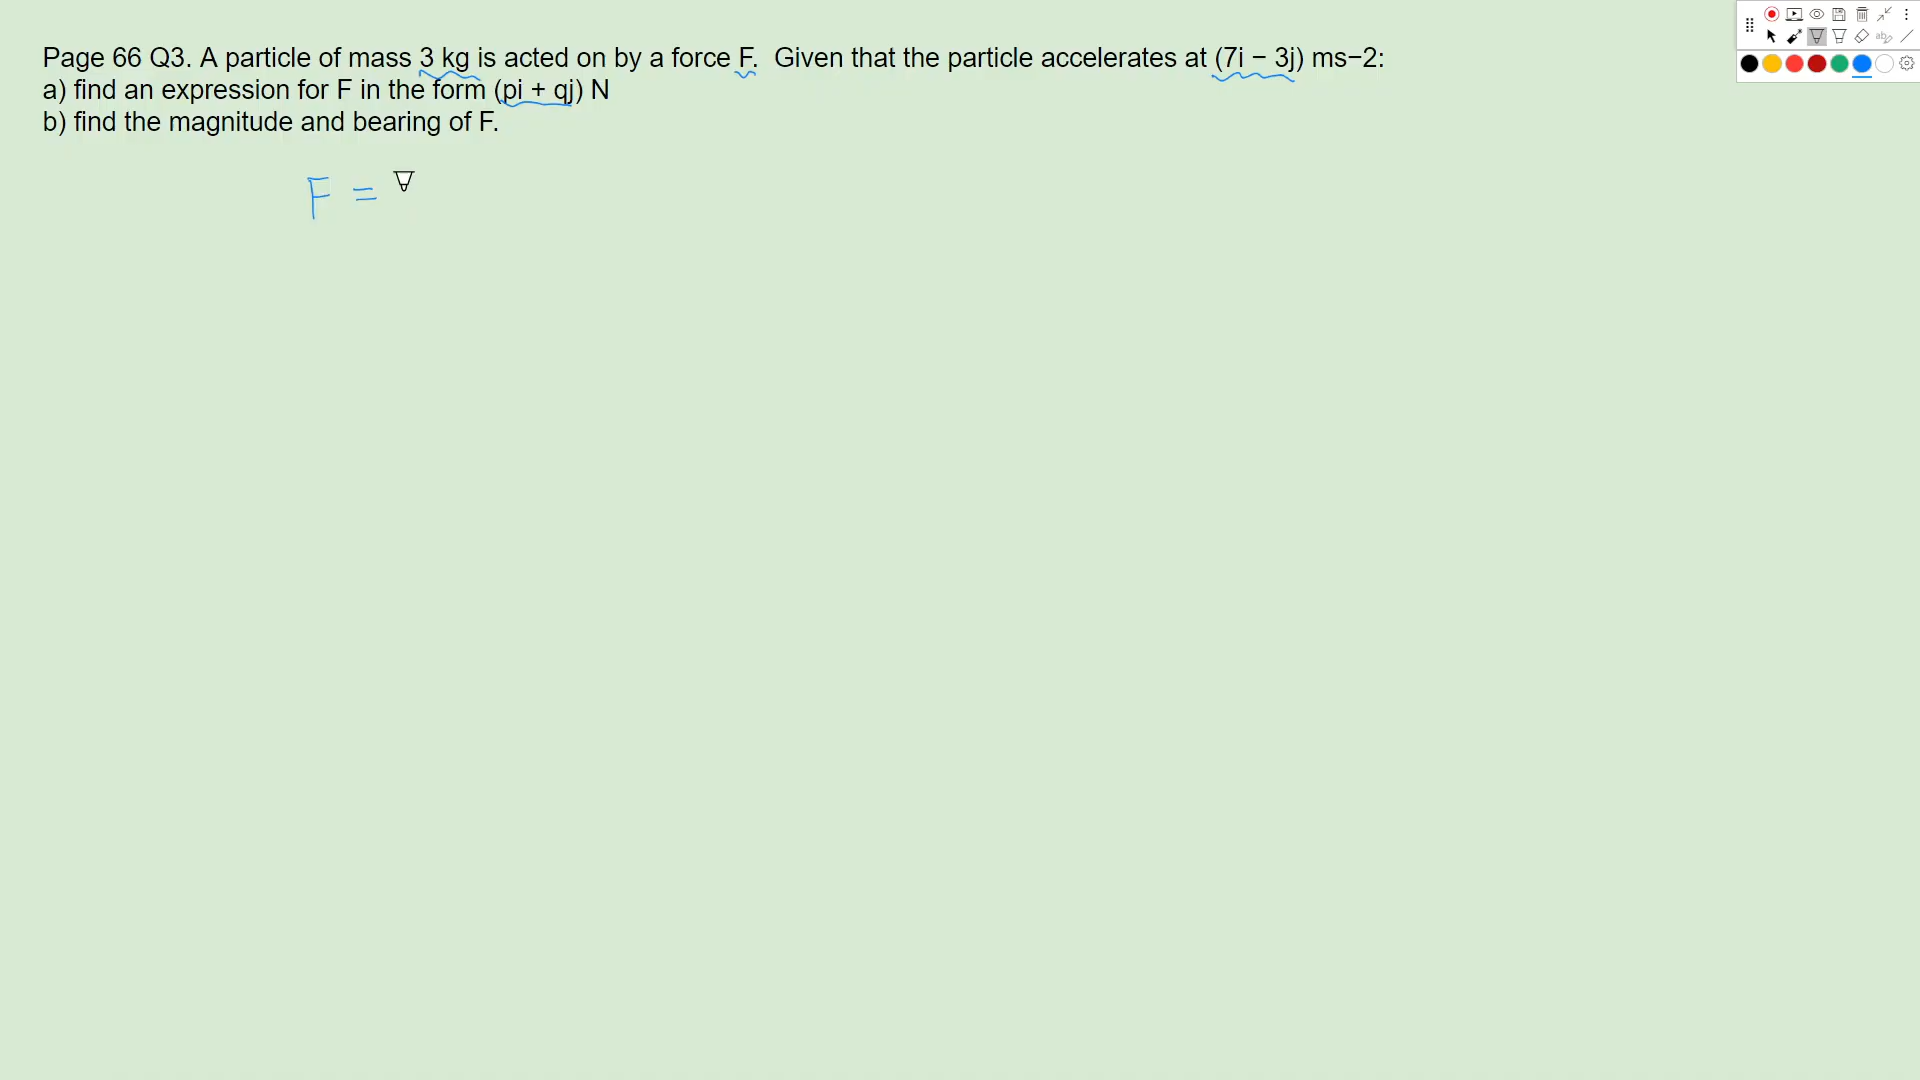 Page 66 Q3. A particle of mass 3 kg is acted on by a force F.  Given that the particle accelerates at (7i − 3j) ms−2:
a) find an expression for F in the form (pi + qj) N
b) find the magnitude and bearing of F.
F =